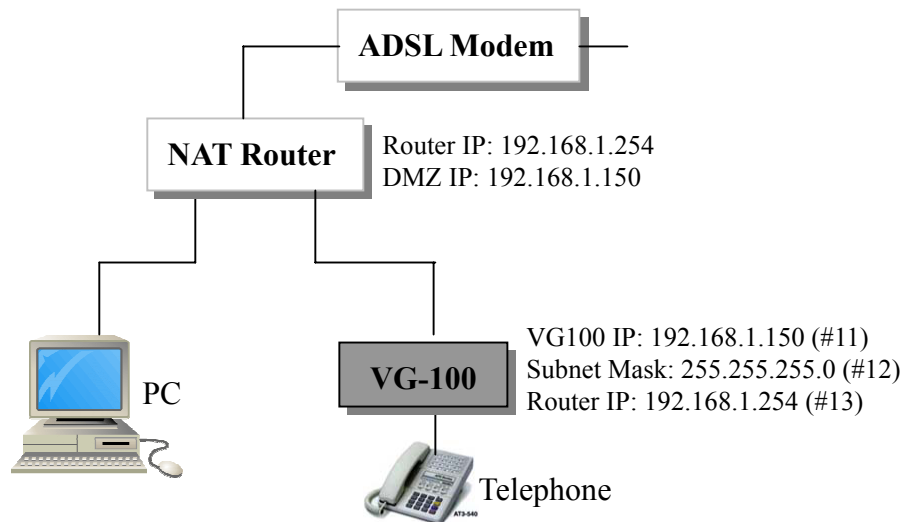 ADSL Modem
NAT Router
Router IP: 192.168.1.254
DMZ IP: 192.168.1.150
PC
VG-100
VG100 IP: 192.168.1.150 (#11)
Subnet Mask: 255.255.255.0 (#12)
Router IP: 192.168.1.254 (#13)
Telephone
AT3-540